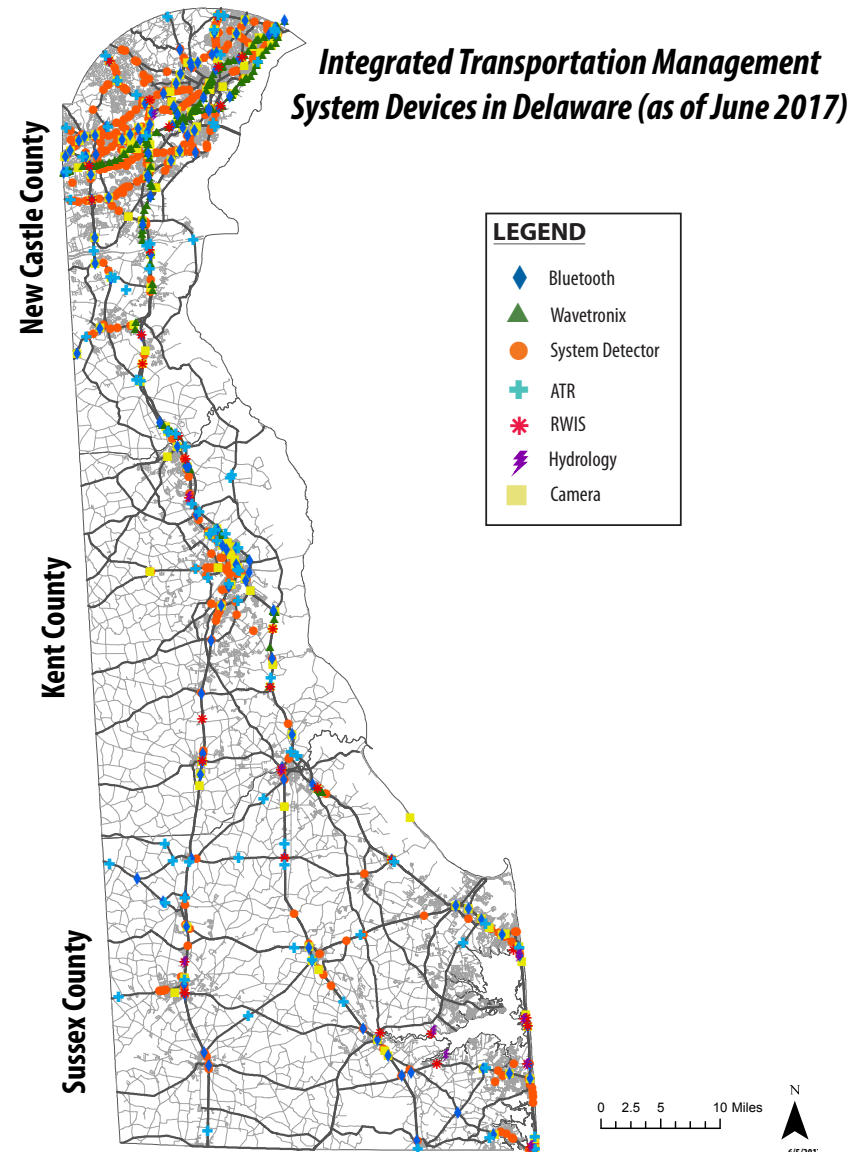 Integrated Transportation Management
System Devices in Delaware (as of June 2017)
New Castle County
LEGEND
Bluetooth
Wavetronix
System Detector
ATR
RWIS
Hydrology
Camera
Kent County
Sussex County
N
0 2.5 5 10 Miles